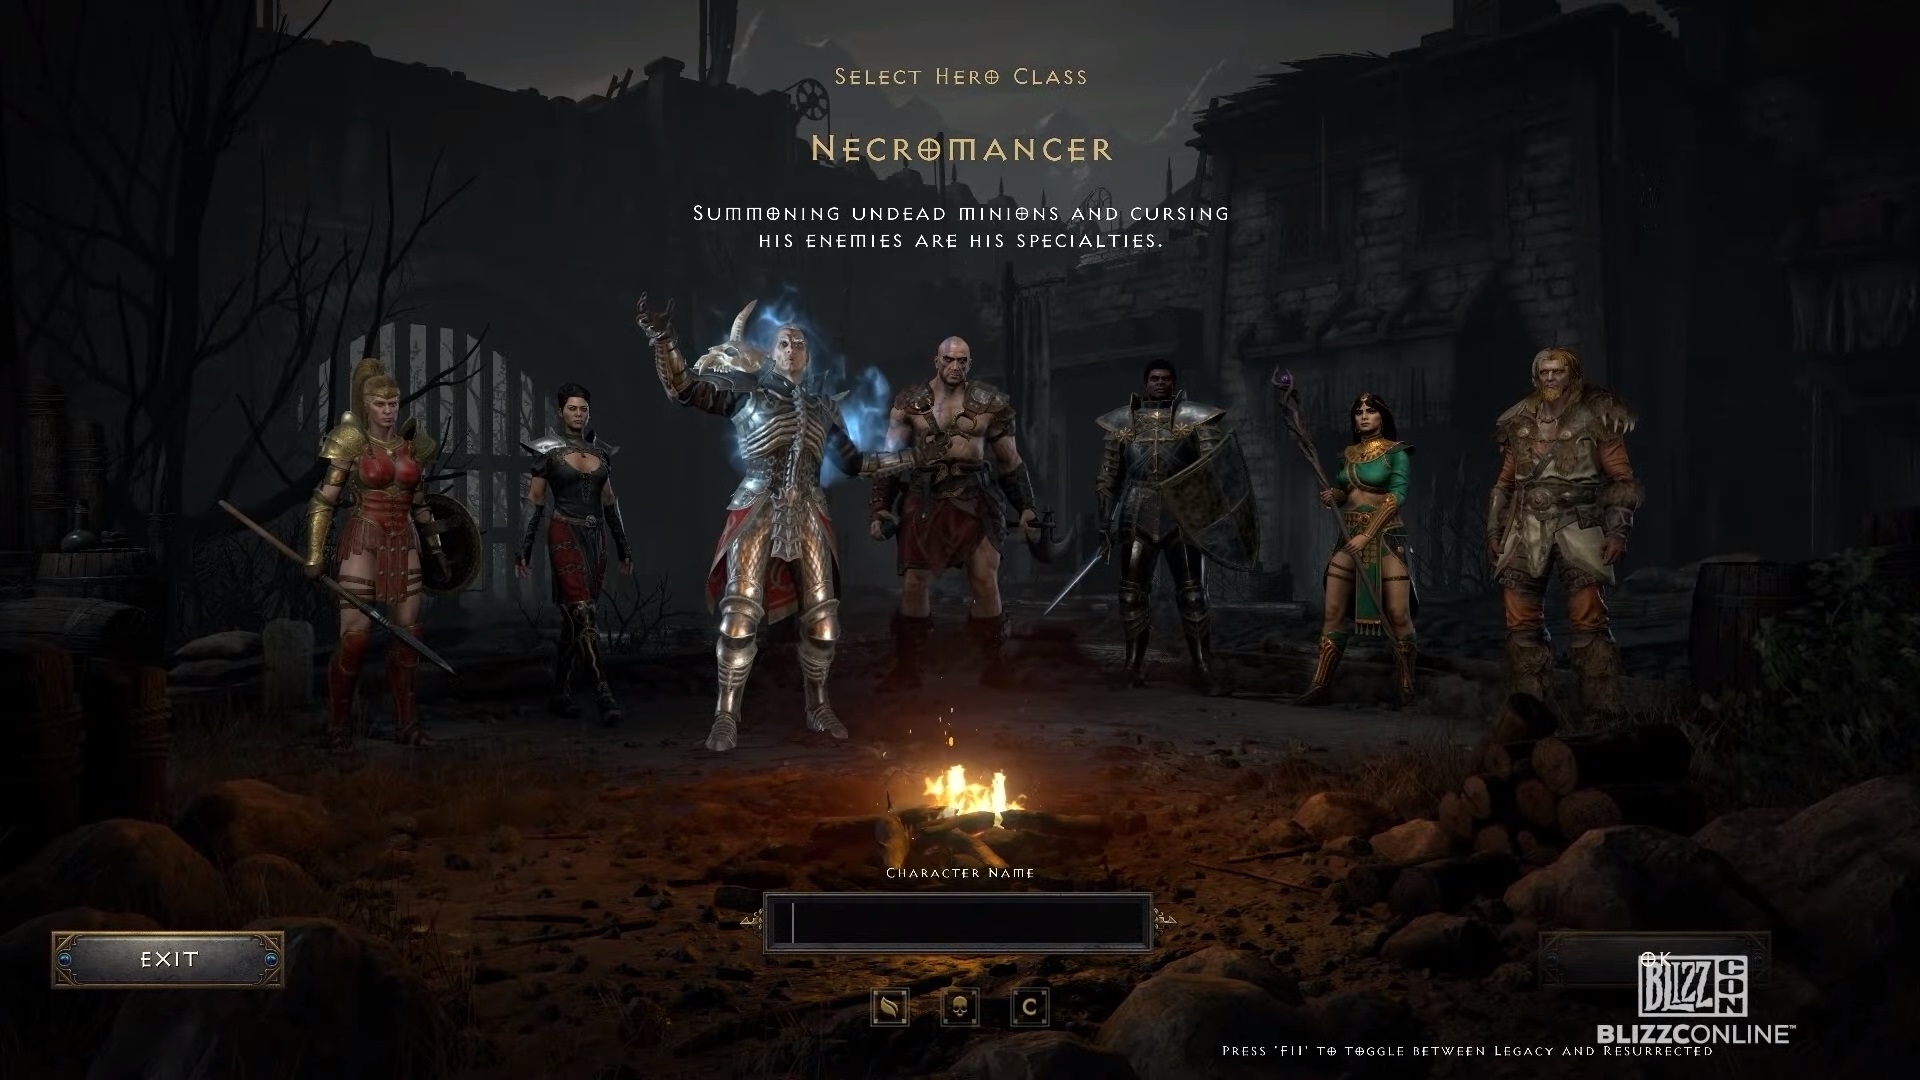 Select Hero Class
Necromancer
Summoning undead minions and cursing
his enemies are his specialties.
Character Name
EXIT
OK
C
BLIZZCON
BLIZZCONLINE™
Press 'F11' to toggle between Legacy and Resurrected